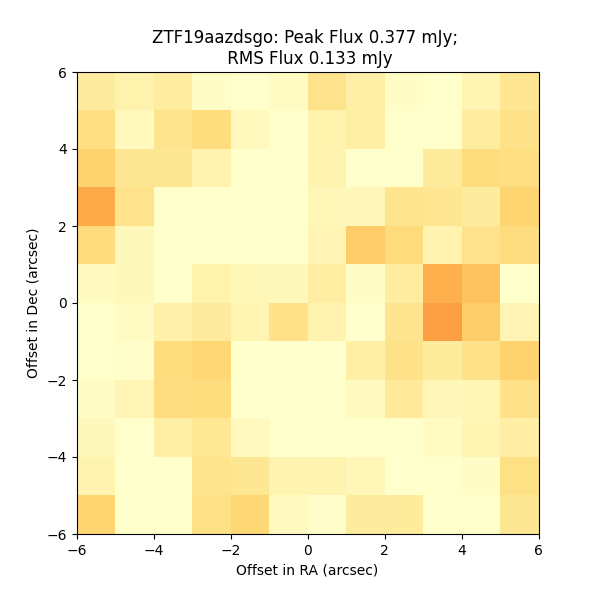 ZTF19aazdsgo: Peak Flux 0.377 mJy;
RMS Flux 0.133 mJy
6
4
2
0
−2
−4
−6
Offset in Dec (arcsec)
−6 −4 −2 0 2 4 6
Offset in RA (arcsec)